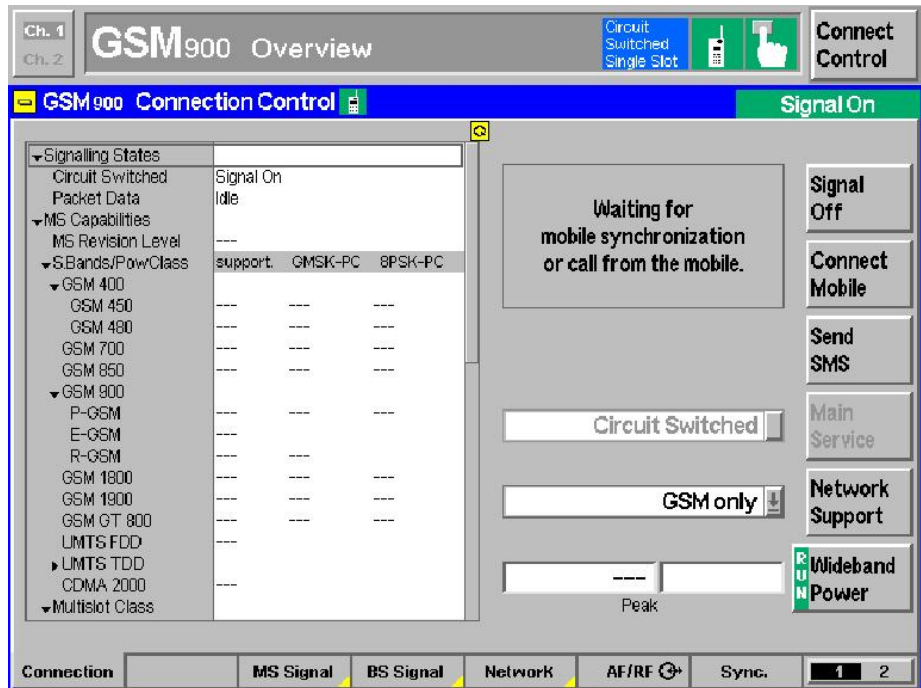 Ch. 1
Ch. 2
GSM900 Overview
Circuit
Switched
Single Slot
Connect
Control
GSM900 Connection Control
Signal On
Signalling States
Circuit Switched Signal On
Packet Data Idle
MS Capabilities
MS Revision Level ---
S.Bands/PowClass support. GMSK-PC 8PSK-PC
GSM 400
GSM 450 --- --- ---
GSM 480 --- --- ---
GSM 700 --- --- ---
GSM 850 --- --- ---
GSM 900
P-GSM --- --- ---
E-GSM ---
R-GSM --- ---
GSM 1800 --- --- ---
GSM 1900 --- --- ---
GSM GT 800 --- --- ---
UMTS FDD ---
UMTS TDD
CDMA 2000 ---
Multislot Class
Waiting for
mobile synchronization
or call from the mobile.
Circuit Switched
GSM only
---
Peak
Signal
Off
Connect
Mobile
Send
SMS
Main
Service
Network
Support
RUN
Wideband
Power
Connection MS Signal BS Signal Network AF/RF Sync. 1 2